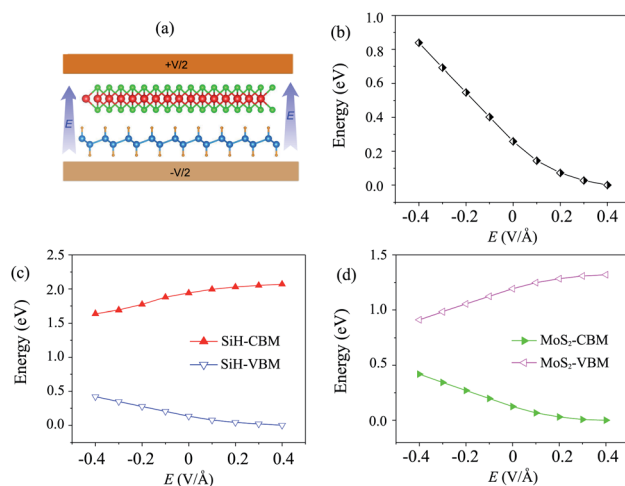 (a)
+V/2
E
E
-V/2
(b)
Energy (eV)
1.0
0.8
0.6
0.4
0.2
0.0
-0.4 -0.2 0 0.2 0.4
E (V/Å)
(c)
Energy (eV)
2.5
2.0
1.5
1.0
0.5
0.0
SiH-CBM
SiH-VBM
-0.4 -0.2 0 0.2 0.4
E (V/Å)
(d)
Energy (eV)
1.5
1.0
0.5
0.0
MoS₂-CBM
MoS₂-VBM
-0.4 -0.2 0 0.2 0.4
E (V/Å)